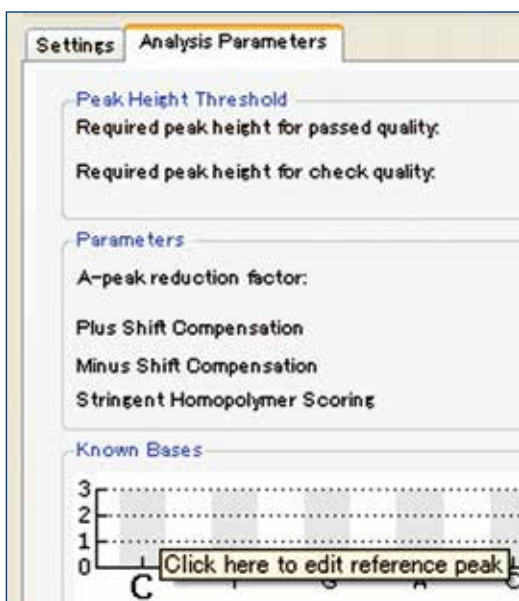 Settings Analysis Parameters
Peak Height Threshold
Required peak height for passed quality:
Required peak height for check quality:
Parameters
A-peak reduction factor:
Plus Shift Compensation
Minus Shift Compensation
Stringent Homopolymer Scoring
Known Bases
3
2
1
0
Click here to edit reference peak
C